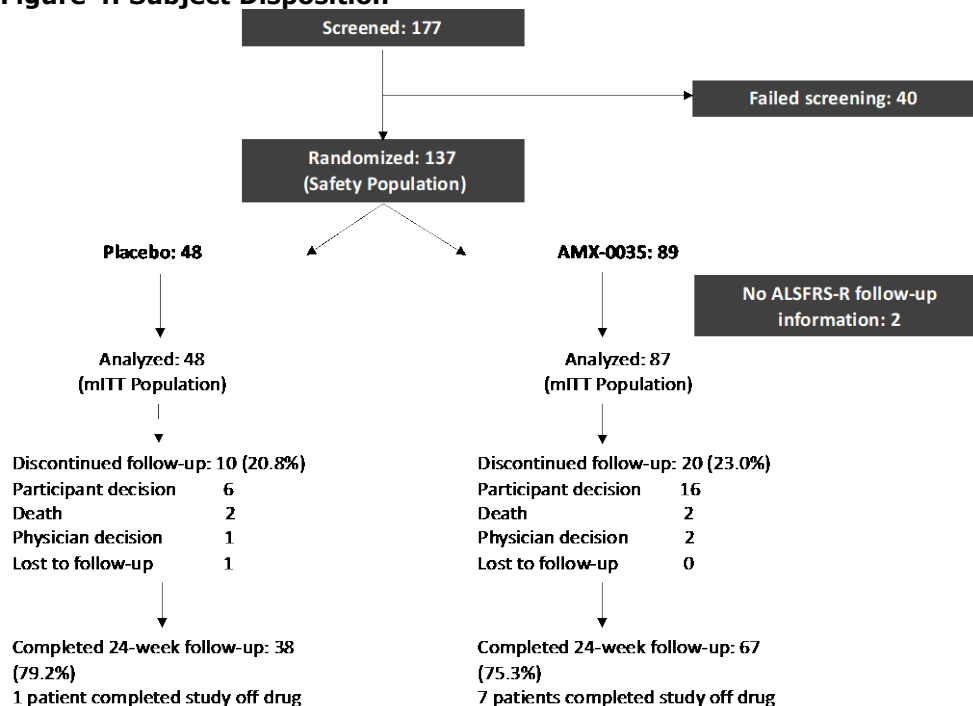 Figure 4. Subject Disposition
Screened: 177
Failed screening: 40
Randomized: 137
(Safety Population)
Placebo: 48
AMX-0035: 89
No ALSFRS-R follow-up
information: 2
Analyzed: 48
(mITT Population)
Analyzed: 87
(mITT Population)
Discontinued follow-up: 10 (20.8%)
Participant decision 6
Death 2
Physician decision 1
Lost to follow-up 1
Discontinued follow-up: 20 (23.0%)
Participant decision 16
Death 2
Physician decision 2
Lost to follow-up 0
Completed 24-week follow-up: 38
(79.2%)
1 patient completed study off drug
Completed 24-week follow-up: 67
(75.3%)
7 patients completed study off drug